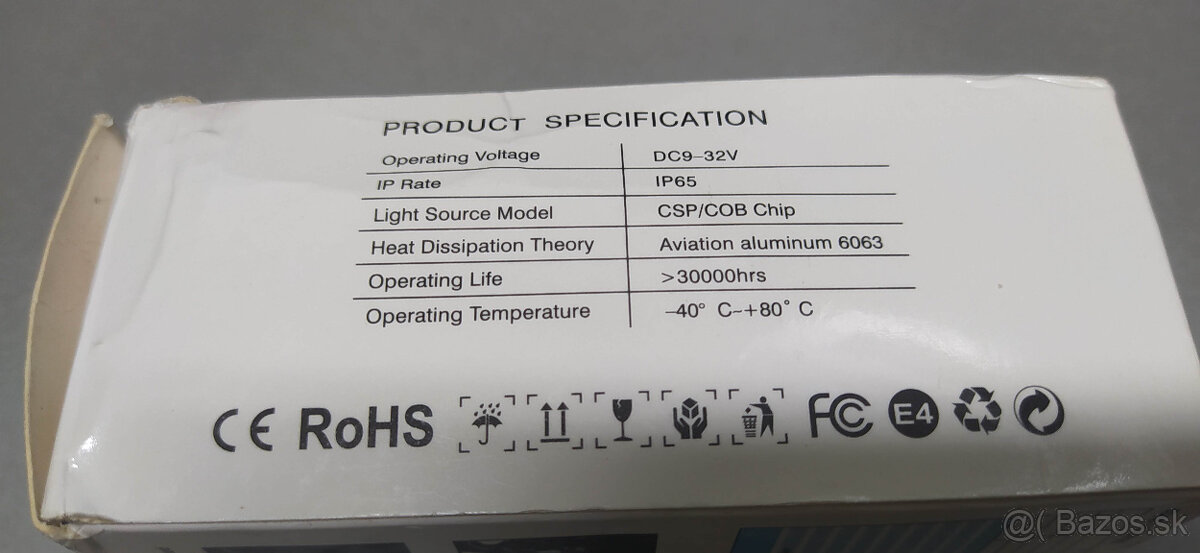 PRODUCT SPECIFICATION
Operating Voltage DC9-32V
IP Rate IP65
Light Source Model CSP/COB Chip
Heat Dissipation Theory Aviation aluminum 6063
Operating Life >30000hrs
Operating Temperature -40° C~+80° C
CE RoHS FC E4
@( Bazos.sk